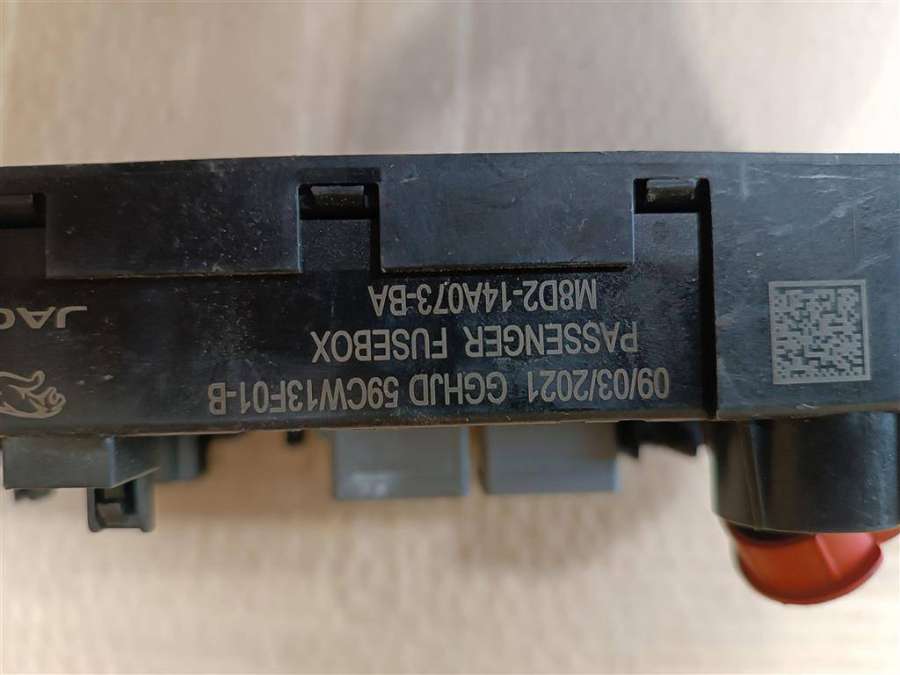 09/03/2021 GGHJD 59CW13F01-B
PASSENGER FUSEBOX
M8D2-14A073-BA